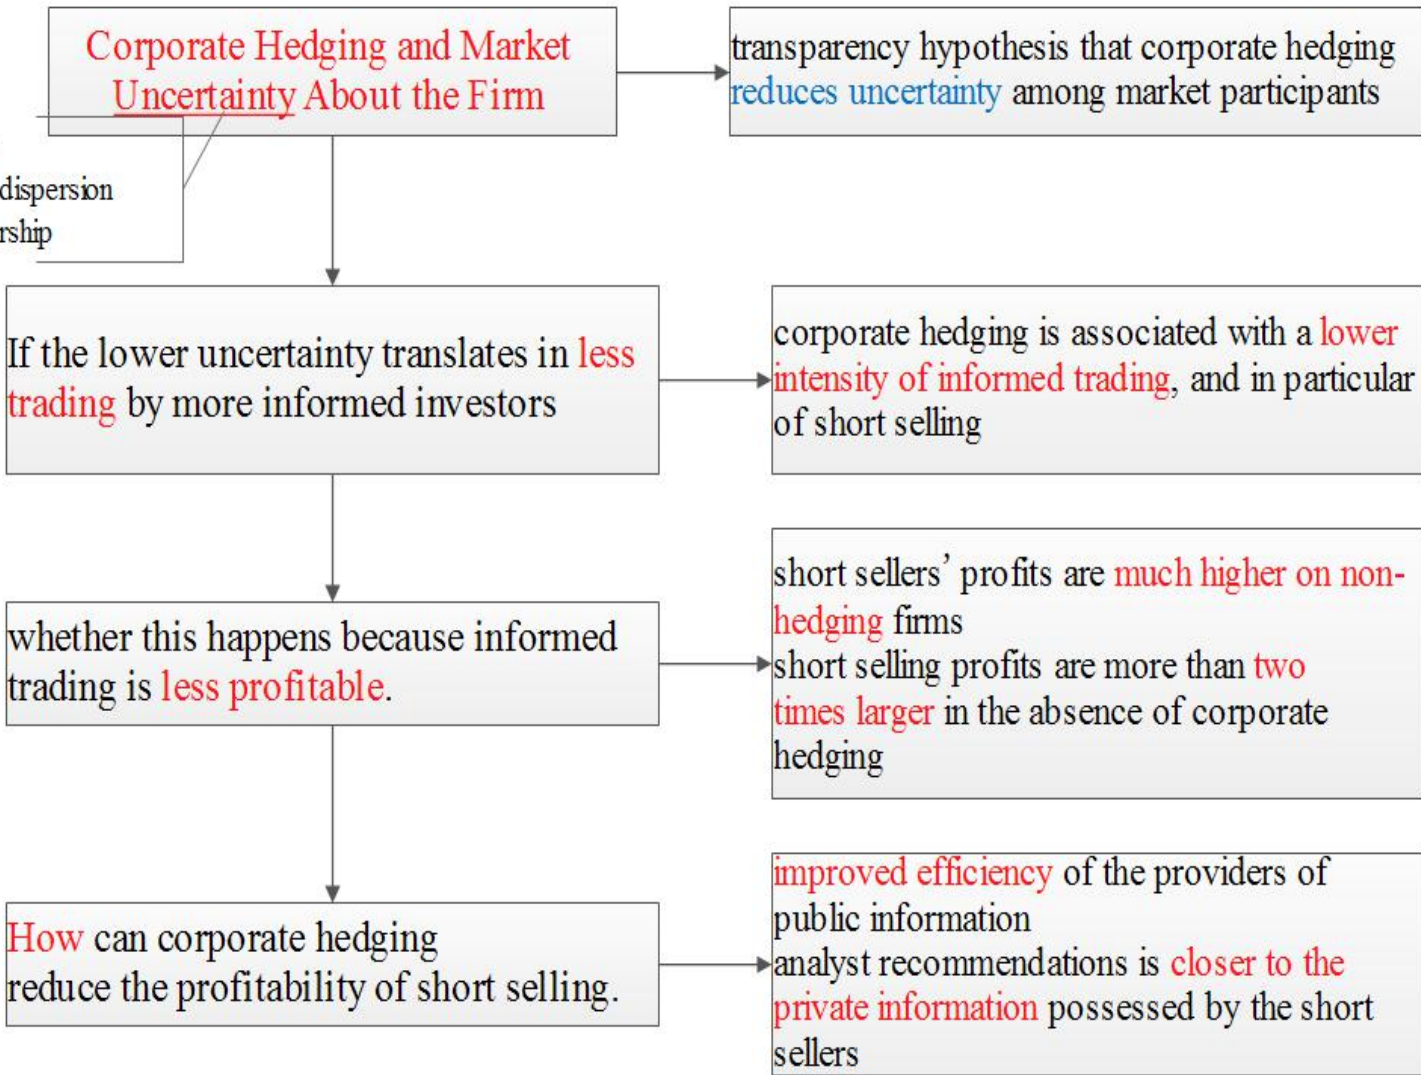 Corporate Hedging and Market
Uncertainty About the Firm
transparency hypothesis that corporate hedging
reduces uncertainty among market participants
dispersion
If the lower uncertainty translates in less
trading by more informed investors
corporate hedging is associated with a lower
intensity of informed trading, and in particular
of short selling
whether this happens because informed
trading is less profitable.
short sellers’ profits are much higher on non-
hedging firms
short selling profits are more than two
times larger in the absence of corporate
hedging
How can corporate hedging
reduce the profitability of short selling.
improved efficiency of the providers of
public information
analyst recommendations is closer to the
private information possessed by the short
sellers